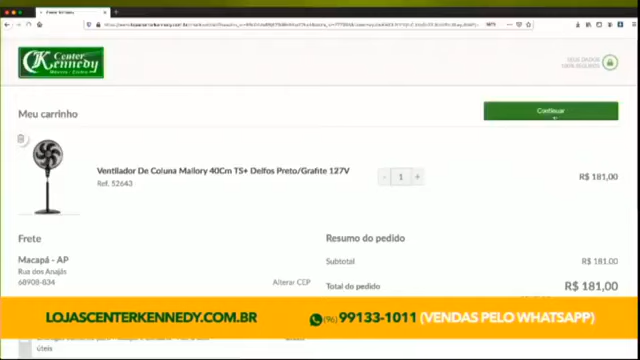 Center
Kennedy
Meu carrinho
Continuar
Ventilador De Coluna Mallory 40Cm TS+ Delfos Preto/Grafite 127V
Ref. 52643
- 1 +
R$ 181,00
Frete
Resumo do pedido
Macapá - AP
Rua dos Anajás
68908-834
Alterar CEP
Subtotal
R$ 181,00
Total do pedido
R$ 181,00
LOJASCENTERKENNEDY.COM.BR
(96) 99133-1011 (VENDAS PELO WHATSAPP)
úteis